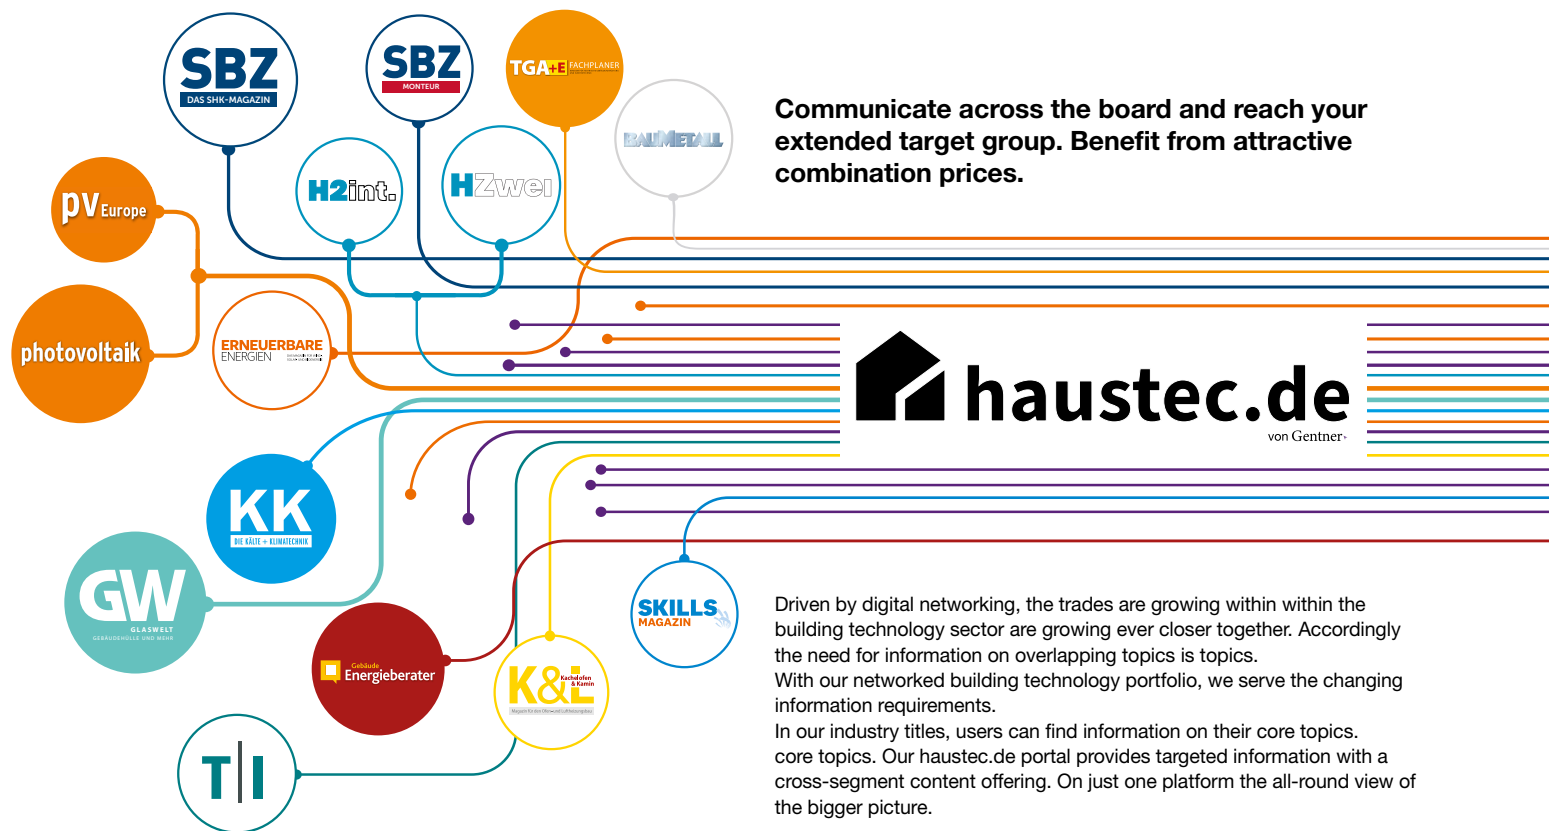 SBZ
DAS SHK-MAGAZIN
SBZ
MONTEUR
TGA+E FACHPLANER
BAUMETALL
H2int.
HZwei
pv Europe
photovoltaik
ERNEUERBARE
ENERGIEN
Communicate across the board and reach your
extended target group. Benefit from attractive
combination prices.
haustec.de
von Gentner
KK
DIE KÄLTE + KLIMATECHNIK
GW
GLASWELT
GEBÄUDEHÜLLE UND MEHR
Gebäude
Energieberater
K&L
Kachelofen
& Kamin
Magazin für den Ofen- und Luftheizungsbau
SKILLS
MAGAZIN
T|I
Driven by digital networking, the trades are growing within within the
building technology sector are growing ever closer together. Accordingly
the need for information on overlapping topics is topics.
With our networked building technology portfolio, we serve the changing
information requirements.
In our industry titles, users can find information on their core topics.
core topics. Our haustec.de portal provides targeted information with a
cross-segment content offering. On just one platform the all-round view of
the bigger picture.